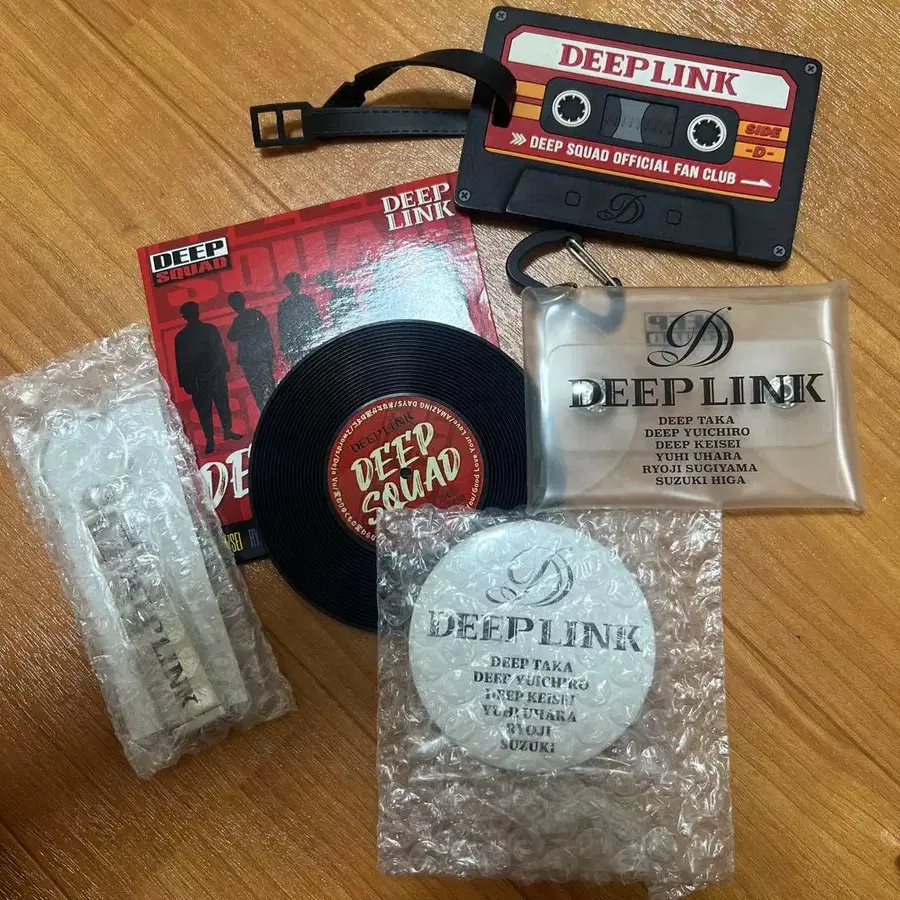 DEEP LINK
SIDE
-D-
DEEP SQUAD OFFICIAL FAN CLUB
D
DEEP LINK
DEEP
SQUAD
DEEP LINK
DEEP
SQUAD
D
DEEP LINK
DEEP TAKA
DEEP YUICHIRO
DEEP KEISEI
YUHI UHARA
RYOJI SUGIYAMA
SUZUKI HIGA
LINK
D
DEEP LINK
DEEP TAKA
DEEP YUICHIRO
DEEP KEISEI
YUHI UHARA
RYOJI
SUZUKI